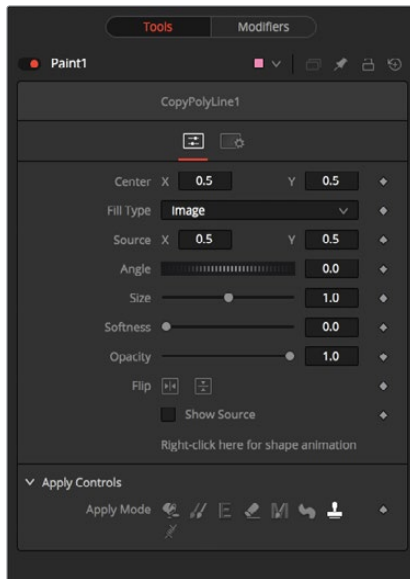 Tools Modifiers
Paint1
CopyPolyLine1
Center X 0.5 Y 0.5
Fill Type Image
Source X 0.5 Y 0.5
Angle 0.0
Size 1.0
Softness 0.0
Opacity 1.0
Flip
Show Source
Right-click here for shape animation
Apply Controls
Apply Mode